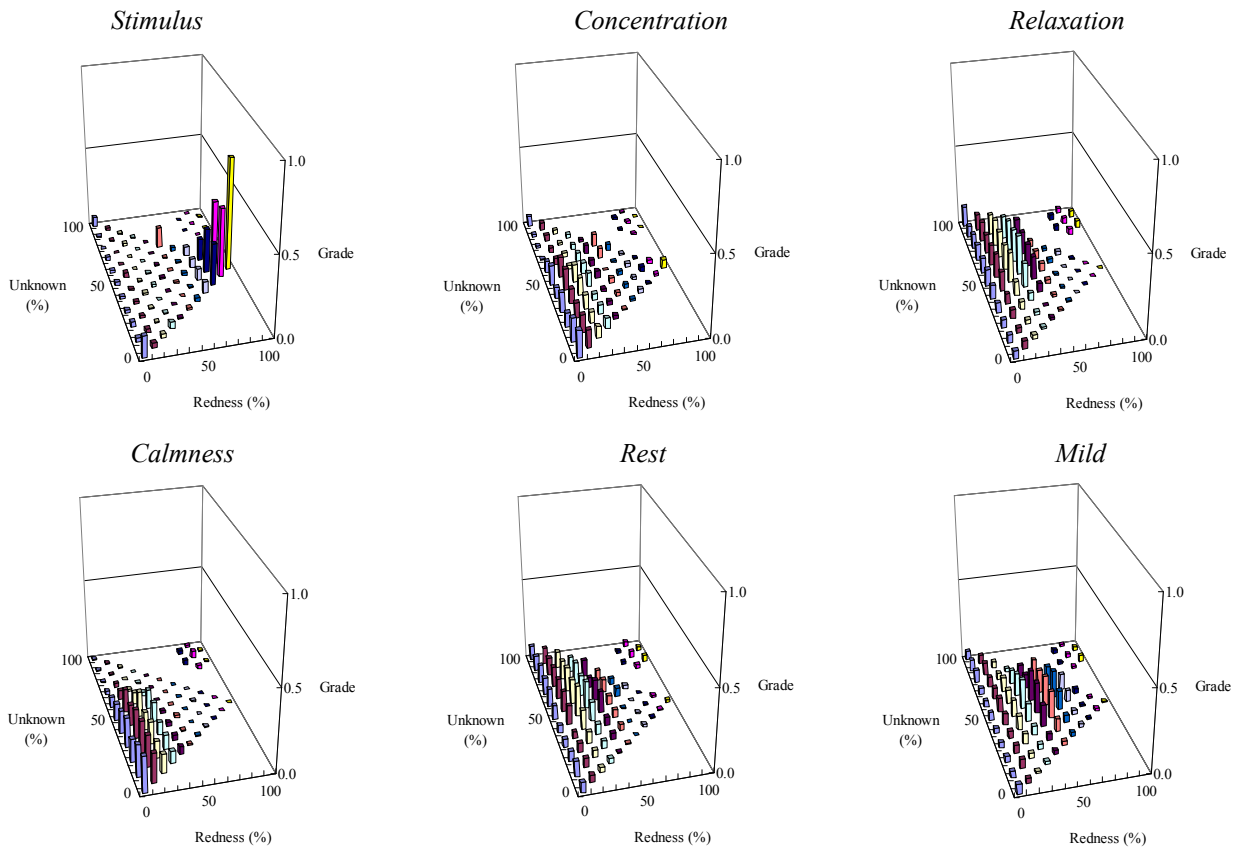 Stimulus
Concentration
Relaxation
1.0
1.0
1.0
100
100
100
0.5
Grade
0.5
Grade
0.5
Grade
Unknown
(%)
50
Unknown
(%)
50
Unknown
(%)
50
0
0.0
0
0.0
0
0.0
0
50
100
0
50
100
0
50
100
Redness (%)
Redness (%)
Redness (%)
Calmness
Rest
Mild
1.0
1.0
1.0
100
100
100
0.5
Grade
0.5
Grade
0.5
Grade
Unknown
(%)
50
Unknown
(%)
50
Unknown
(%)
50
0
0.0
0
0.0
0
0.0
0
50
100
0
50
100
0
50
100
Redness (%)
Redness (%)
Redness (%)